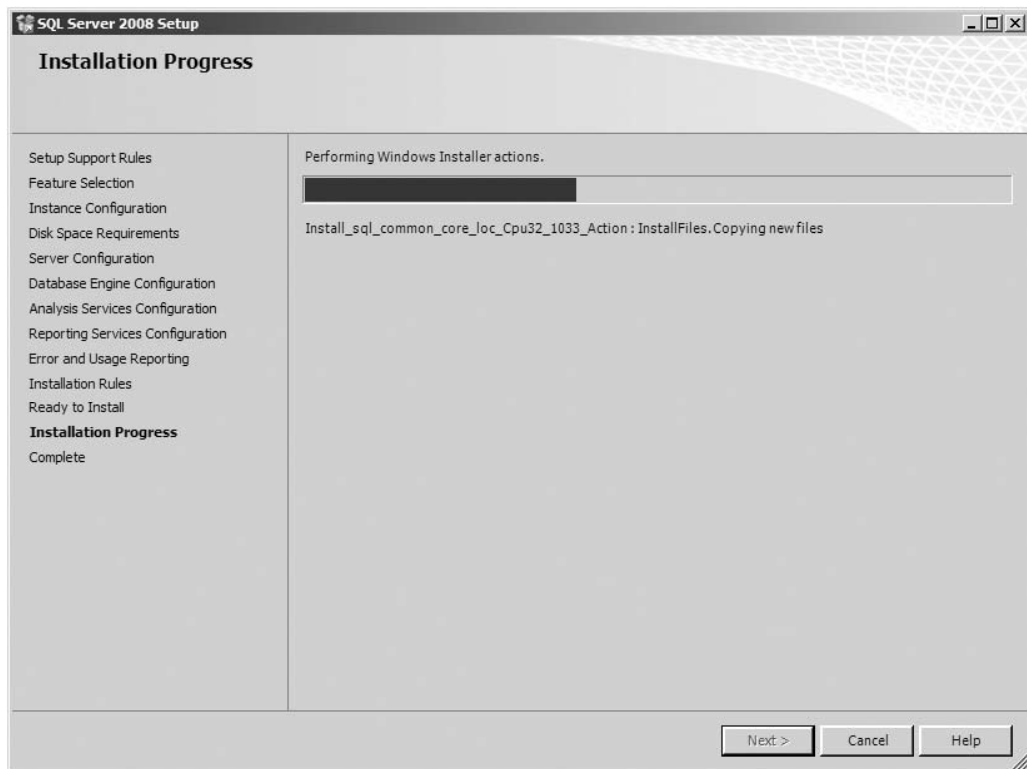 SQL Server 2008 Setup
Installation Progress
Setup Support Rules
Feature Selection
Instance Configuration
Disk Space Requirements
Server Configuration
Database Engine Configuration
Analysis Services Configuration
Reporting Services Configuration
Error and Usage Reporting
Installation Rules
Ready to Install
Installation Progress
Complete
Performing Windows Installer actions.
Install_sql_common_core_loc_Cpu32_1033_Action : InstallFiles.Copying new files
Next >
Cancel
Help